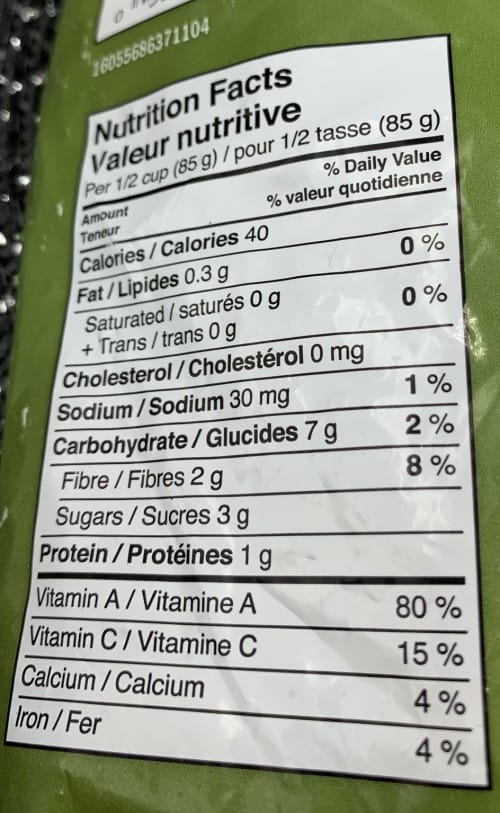 16055686371104
Nutrition Facts
Valeur nutritive
Per 1/2 cup (85 g) / pour 1/2 tasse (85 g)
Amount % Daily Value
Teneur % valeur quotidienne
Calories / Calories 40
Fat / Lipides 0.3 g 0 %
Saturated / saturés 0 g 0 %
+ Trans / trans 0 g
Cholesterol / Cholestérol 0 mg
Sodium / Sodium 30 mg 1 %
Carbohydrate / Glucides 7 g 2 %
Fibre / Fibres 2 g 8 %
Sugars / Sucres 3 g
Protein / Protéines 1 g
Vitamin A / Vitamine A 80 %
Vitamin C / Vitamine C 15 %
Calcium / Calcium 4 %
Iron / Fer 4 %